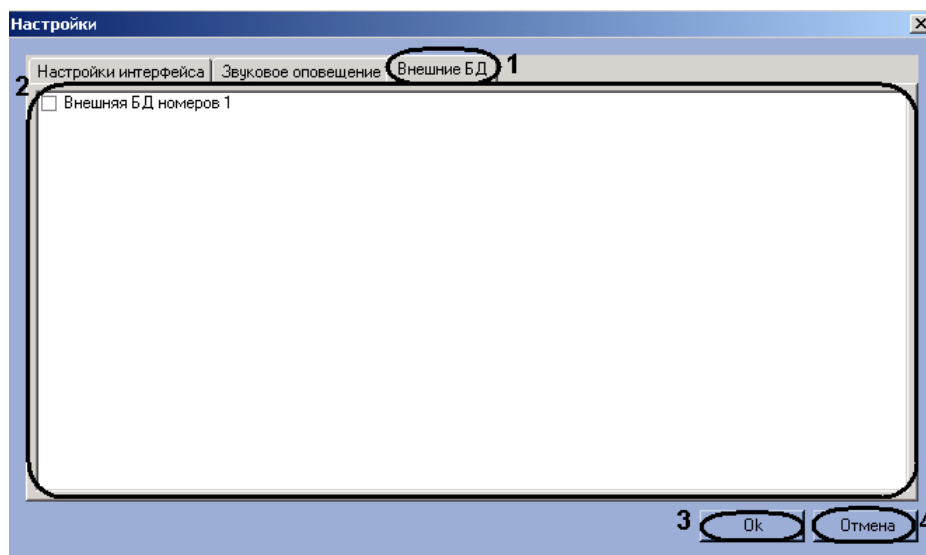 Настройки
Настройки интерфейса Звуковое оповещение Внешние БД 1
2
Внешняя БД номеров 1
3 Ok Отмена 4